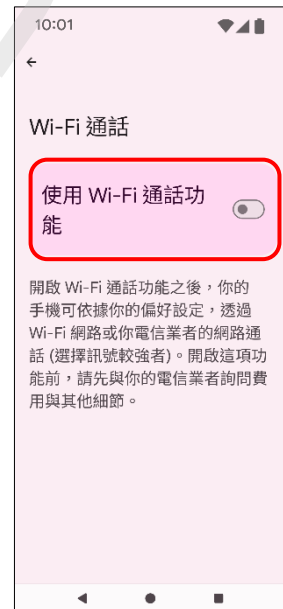 10:01
Wi-Fi 通話
使用 Wi-Fi 通話功
能
開啟 Wi-Fi 通話功能之後，你的
手機可依據你的偏好設定，透過
Wi-Fi 網路或你電信業者的網路通
話 (選擇訊號較強者)。開啟這項功
能前，請先與你的電信業者詢問費
用與其他細節。